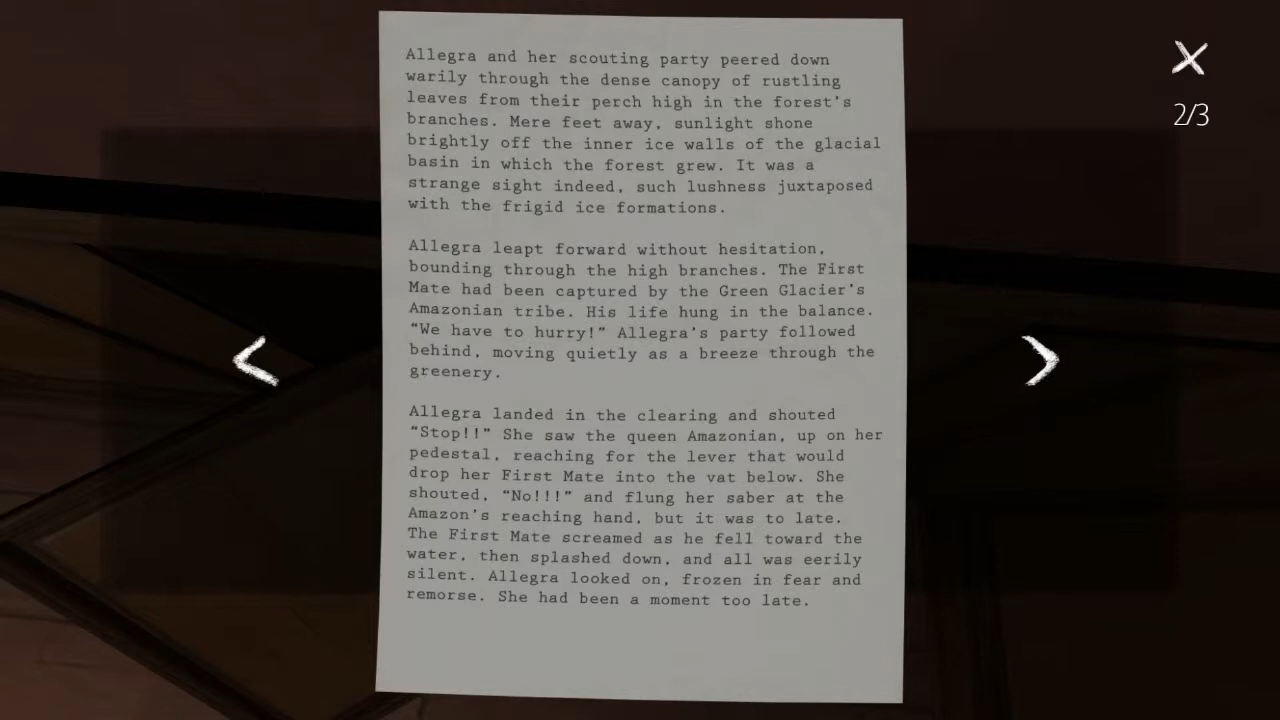 Allegra and her scouting party peered down
warily through the dense canopy of rustling
leaves from their perch high in the forest's
branches. Mere feet away, sunlight shone
brightly off the inner ice walls of the glacial
basin in which the forest grew. It was a
strange sight indeed, such lushness juxtaposed
with the frigid ice formations.
Allegra leapt forward without hesitation,
bounding through the high branches. The First
Mate had been captured by the Green Glacier's
Amazonian tribe. His life hung in the balance.
“We have to hurry!” Allegra's party followed
behind, moving quietly as a breeze through the
greenery.
Allegra landed in the clearing and shouted
“Stop!!” She saw the queen Amazonian, up on her
pedestal, reaching for the lever that would
drop her First Mate into the vat below. She
shouted, “No!!!” and flung her saber at the
Amazon's reaching hand, but it was to late.
The First Mate screamed as he fell toward the
water, then splashed down, and all was eerily
silent. Allegra looked on, frozen in fear and
remorse. She had been a moment too late.
2/3